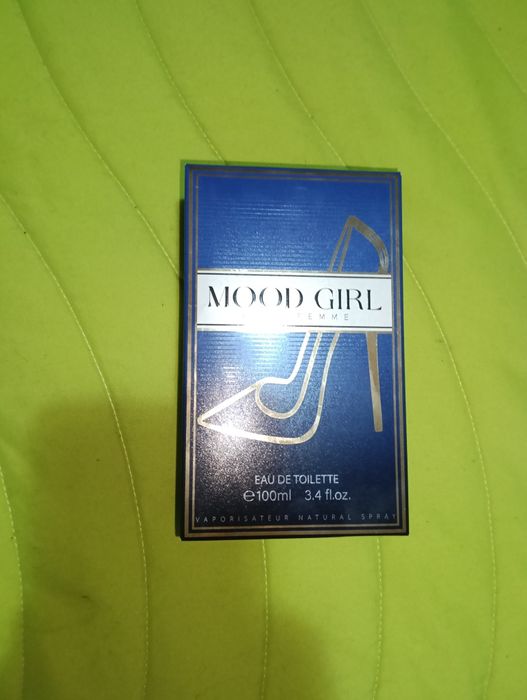 MOOD GIRL
FEMME
EAU DE TOILETTE
℮100ml 3.4 fl.oz.
VAPORISATEUR NATURAL SPRAY